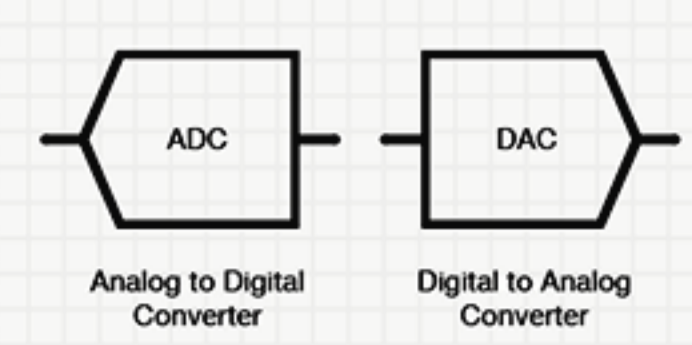 ADC
Analog to Digital
Converter
DAC
Digital to Analog
Converter